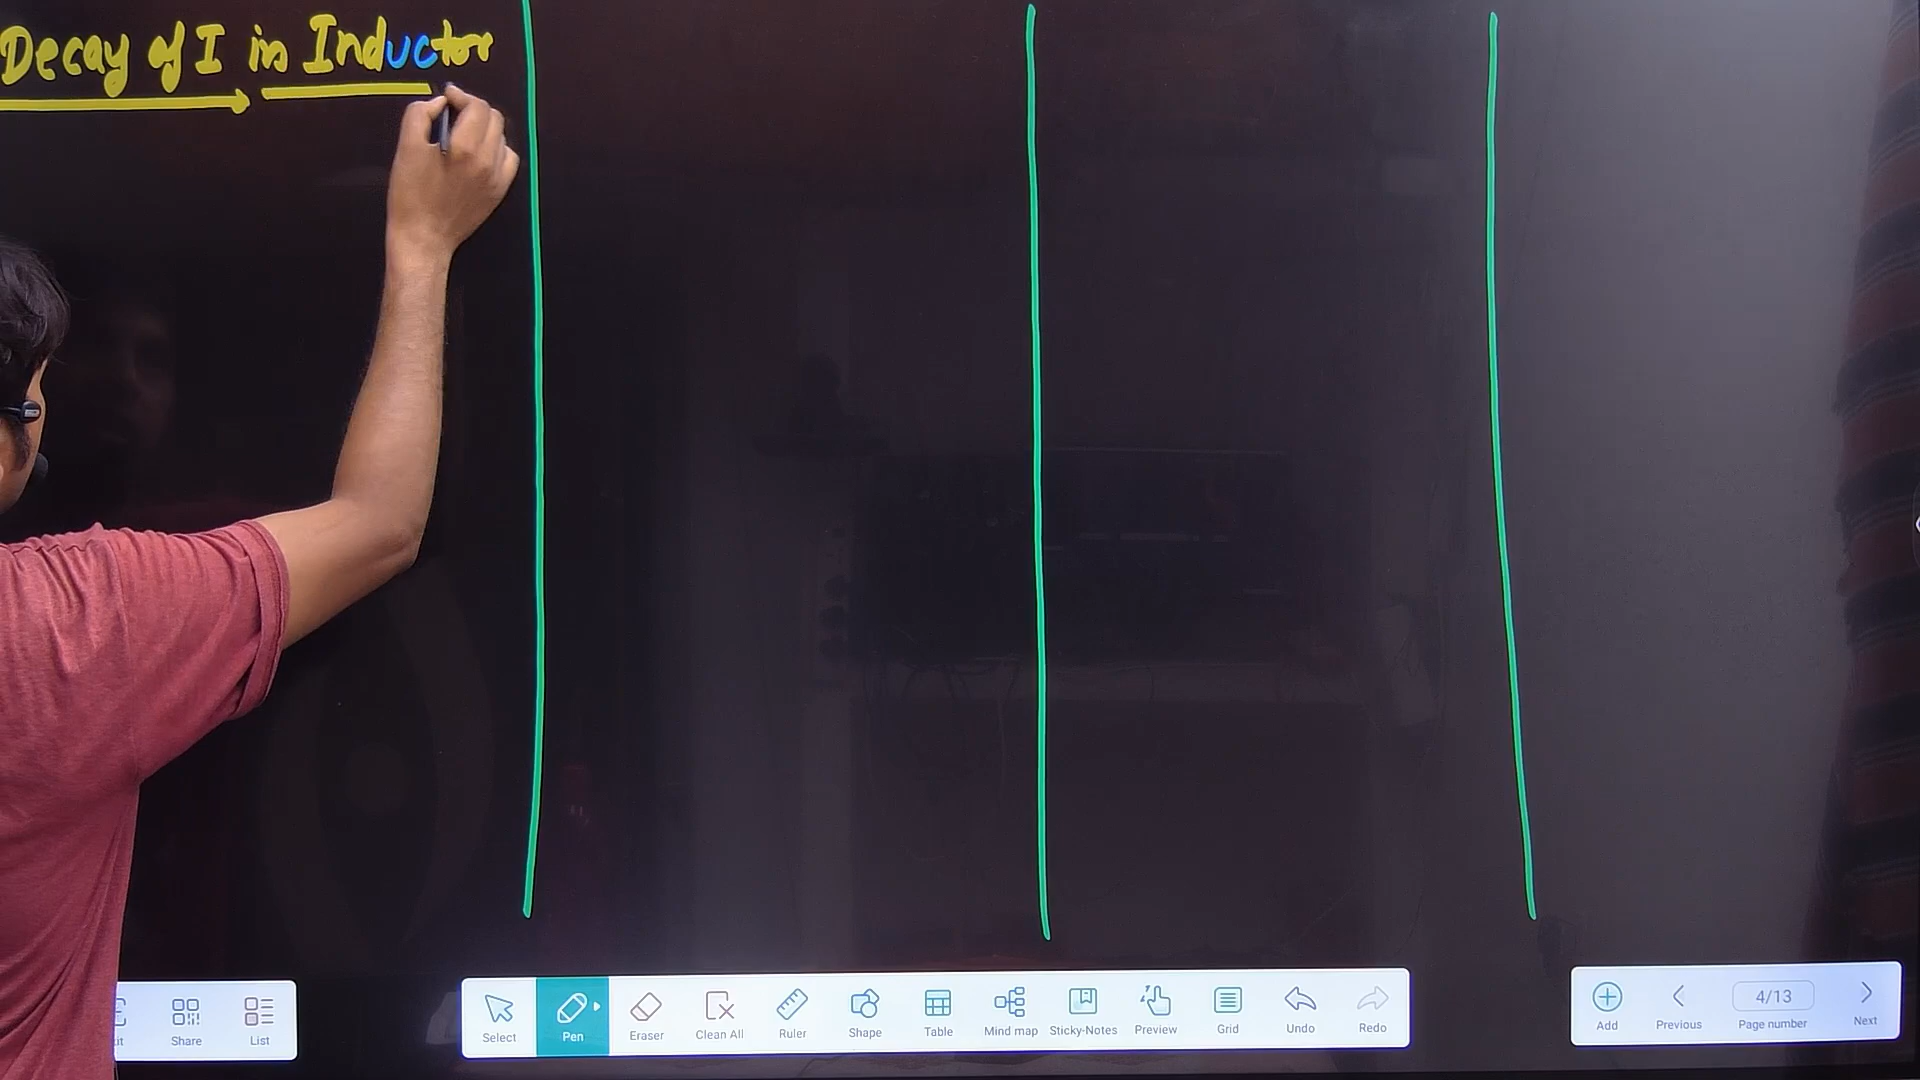 Decay of I in Inductor
Share
List
Select
Pen
Eraser
Clean All
Ruler
Shape
Table
Mind map
Sticky-Notes
Preview
Grid
Undo
Redo
Add
Previous
4/13
Page number
Next